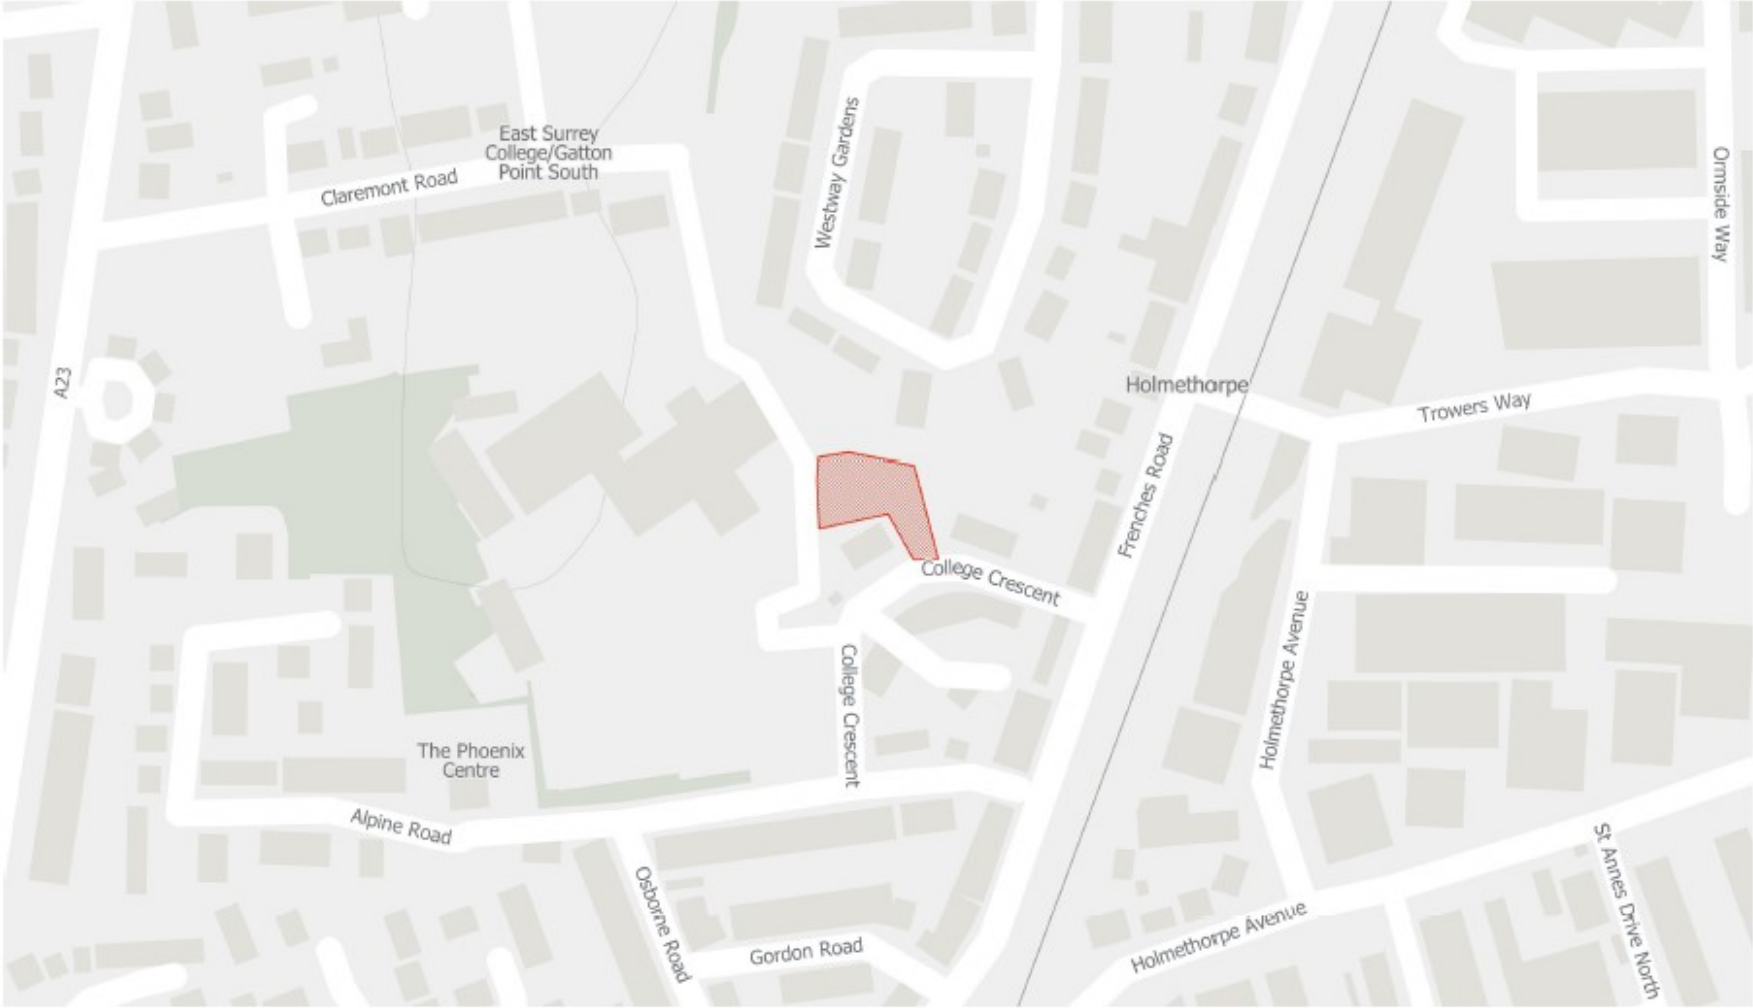 East Surrey
College/Gatton
Point South
Claremont Road
Westway Gardens
Ormside Way
A23
Holmethorpe
Trowers Way
Frenches Road
College Crescent
Holmethorpe Avenue
College Crescent
The Phoenix
Centre
Alpine Road
Osborne Road
Gordon Road
Holmethorpe Avenue
St Annes Drive North